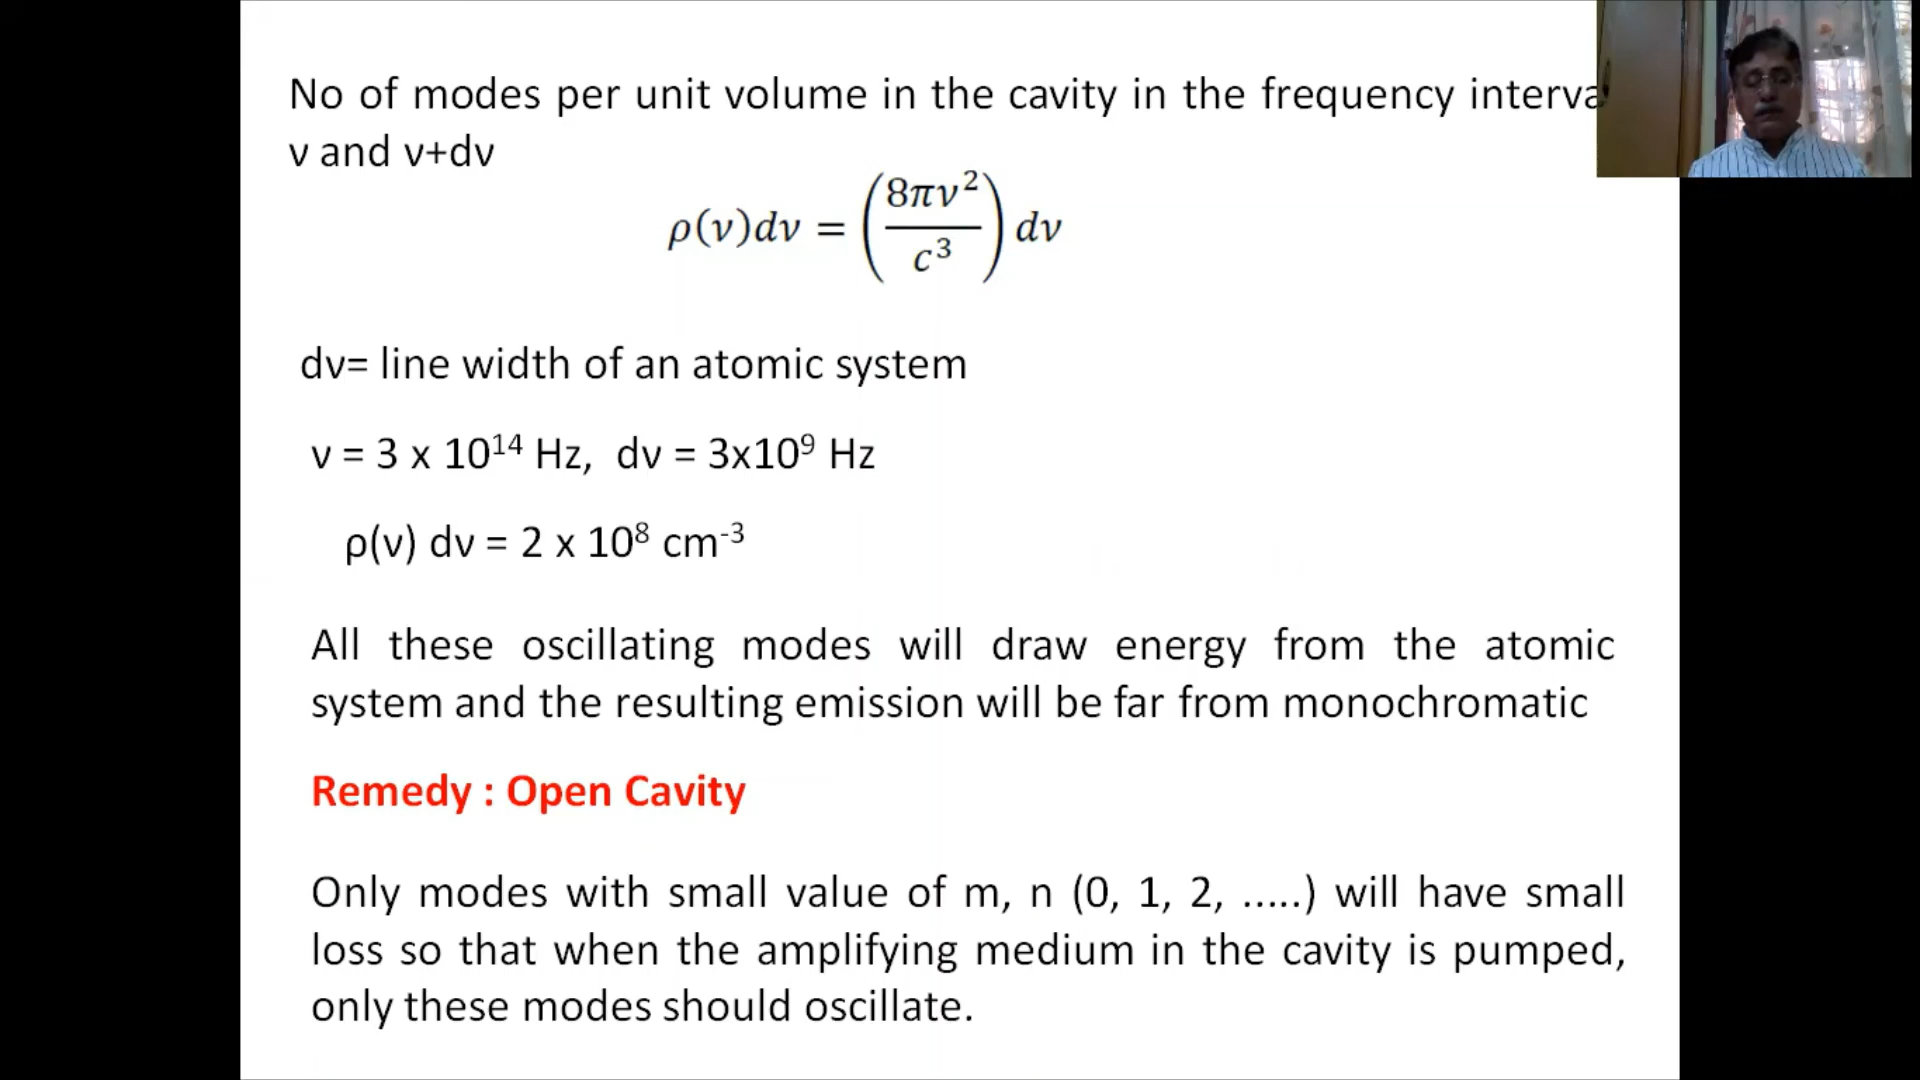 No of modes per unit volume in the cavity in the frequency interva
ν and ν+dν
ρ(ν)dν = (8πν²/c³) dν
dν= line width of an atomic system
ν = 3 x 10¹⁴ Hz, dν = 3x10⁹ Hz
ρ(ν) dν = 2 x 10⁸ cm⁻³
All these oscillating modes will draw energy from the atomic
system and the resulting emission will be far from monochromatic
Remedy : Open Cavity
Only modes with small value of m, n (0, 1, 2, .....) will have small
loss so that when the amplifying medium in the cavity is pumped,
only these modes should oscillate.